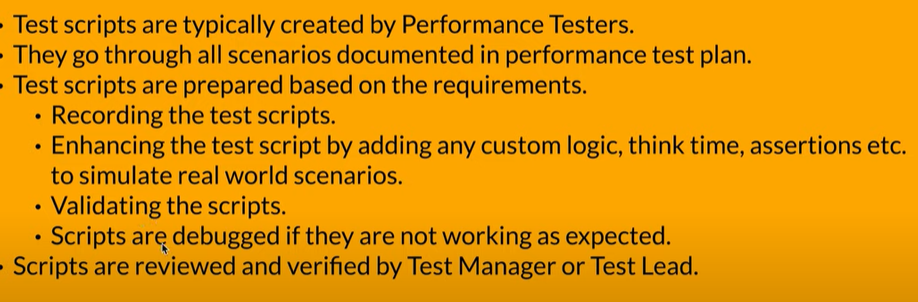 • Test scripts are typically created by Performance Testers.
• They go through all scenarios documented in performance test plan.
• Test scripts are prepared based on the requirements.
• Recording the test scripts.
• Enhancing the test script by adding any custom logic, think time, assertions etc.
to simulate real world scenarios.
• Validating the scripts.
• Scripts are debugged if they are not working as expected.
• Scripts are reviewed and verified by Test Manager or Test Lead.